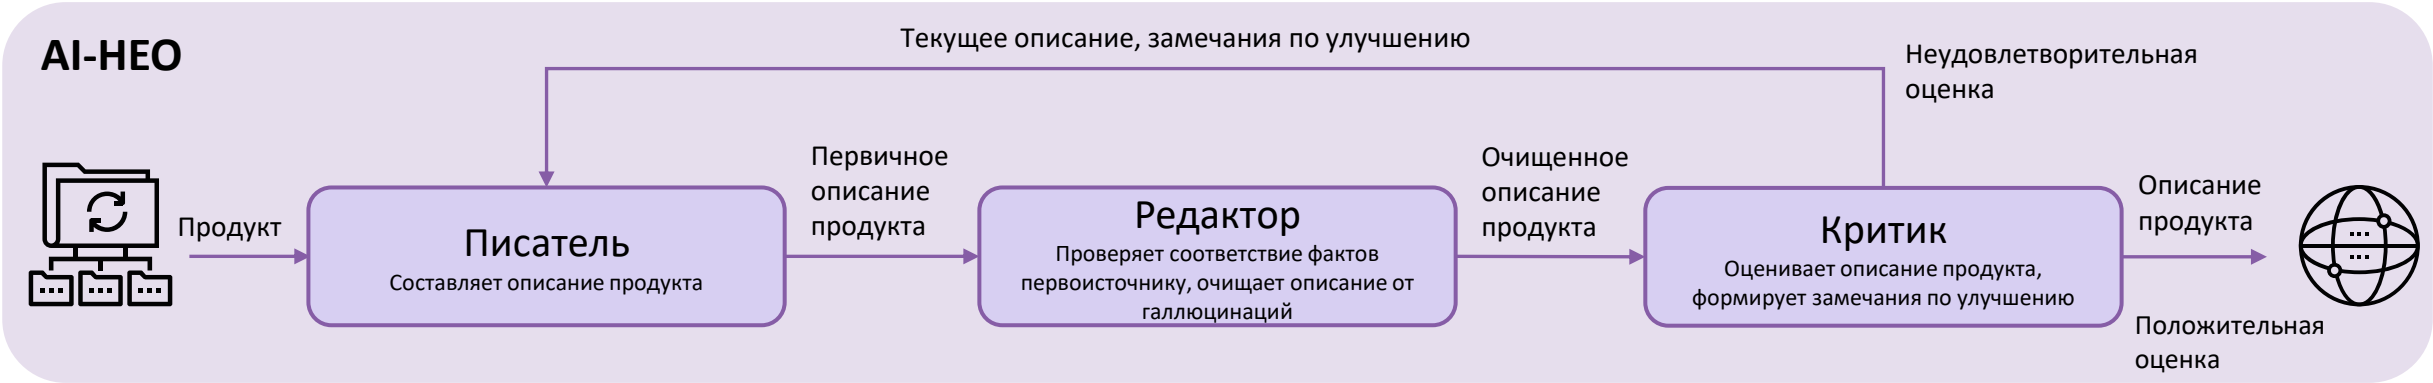 AI-НЕО
Текущее описание, замечания по улучшению
Неудовлетворительная
оценка
Продукт
Писатель
Составляет описание продукта
Первичное
описание
продукта
Редактор
Проверяет соответствие фактов
первоисточнику, очищает описание от
галлюцинаций
Очищенное
описание
продукта
Критик
Оценивает описание продукта,
формирует замечания по улучшению
Описание
продукта
Положительная
оценка